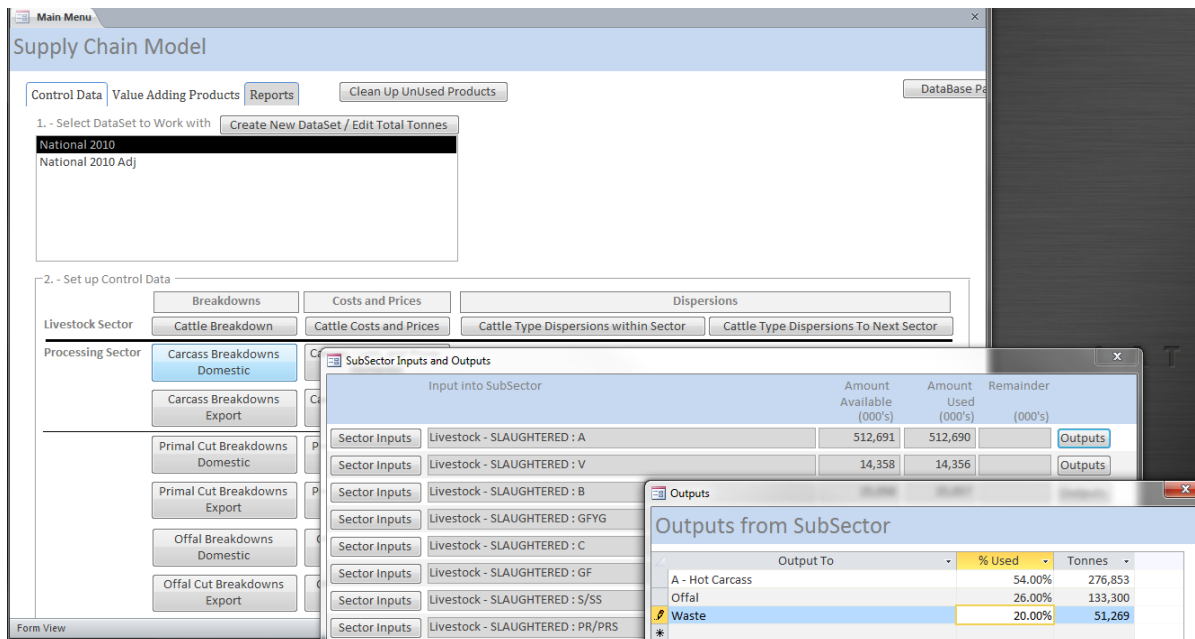 Main Menu
Supply Chain Model
Control Data Value Adding Products Reports Clean Up UnUsed Products DataBase Pa
1. - Select DataSet to Work with Create New DataSet / Edit Total Tonnes
National 2010
National 2010 Adj
2. - Set up Control Data
Breakdowns Costs and Prices Dispersions
Livestock Sector Cattle Breakdown Cattle Costs and Prices Cattle Type Dispersions within Sector Cattle Type Dispersions To Next Sector
Processing Sector Carcass Breakdowns
Domestic
Carcass Breakdowns
Export
Primal Cut Breakdowns
Domestic
Primal Cut Breakdowns
Export
Offal Breakdowns
Domestic
Offal Cut Breakdowns
Export
Form View
SubSector Inputs and Outputs
Input into SubSector Amount Amount Remainder
Available Used
(000's) (000's) (000's)
Sector Inputs Livestock - SLAUGHTERED : A 512,691 512,690 Outputs
Sector Inputs Livestock - SLAUGHTERED : V 14,358 14,356 Outputs
Sector Inputs Livestock - SLAUGHTERED : B
Sector Inputs Livestock - SLAUGHTERED : GFYG
Sector Inputs Livestock - SLAUGHTERED : C
Sector Inputs Livestock - SLAUGHTERED : GF
Sector Inputs Livestock - SLAUGHTERED : S/SS
Sector Inputs Livestock - SLAUGHTERED : PR/PRS
Outputs
Outputs from SubSector
Output To % Used Tonnes
A - Hot Carcass 54.00% 276,853
Offal 26.00% 133,300
Waste 20.00% 51,269